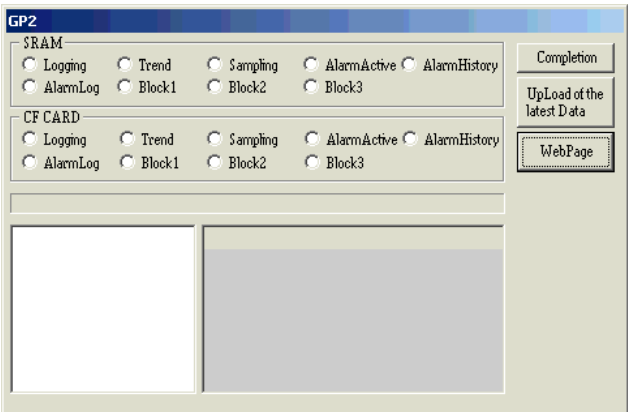 GP2
SRAM
Logging Trend Sampling AlarmActive AlarmHistory
AlarmLog Block1 Block2 Block3
CF CARD
Logging Trend Sampling AlarmActive AlarmHistory
AlarmLog Block1 Block2 Block3
Completion
UpLoad of the
latest Data
WebPage